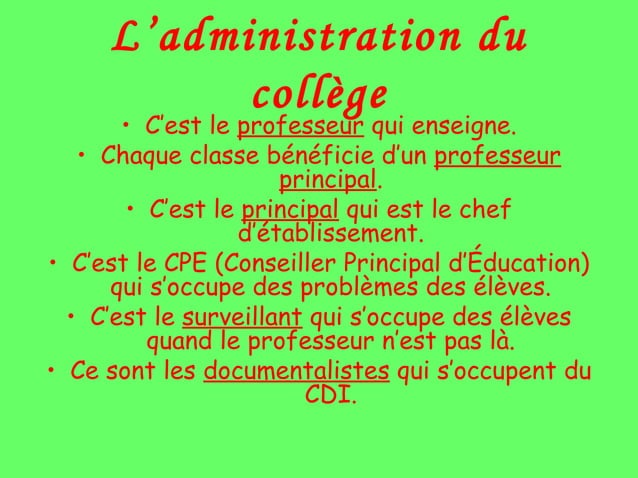 L’administration du
collège
• C’est le professeur qui enseigne.
• Chaque classe bénéficie d’un professeur
principal.
• C’est le principal qui est le chef
d’établissement.
• C’est le CPE (Conseiller Principal d’Éducation)
qui s’occupe des problèmes des élèves.
• C’est le surveillant qui s’occupe des élèves
quand le professeur n’est pas là.
• Ce sont les documentalistes qui s’occupent du
CDI.